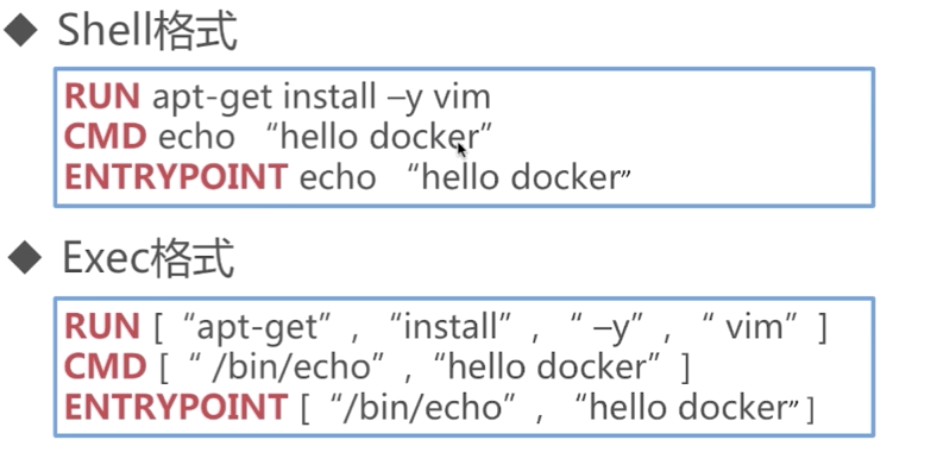 ◆ Shell格式
RUN apt-get install –y vim
CMD echo “hello docker”
ENTRYPOINT echo “hello docker”
◆ Exec格式
RUN [ “apt-get” , “install” , “ –y” , “ vim” ]
CMD [ “ /bin/echo” , “hello docker” ]
ENTRYPOINT [ “/bin/echo” , “hello docker” ]